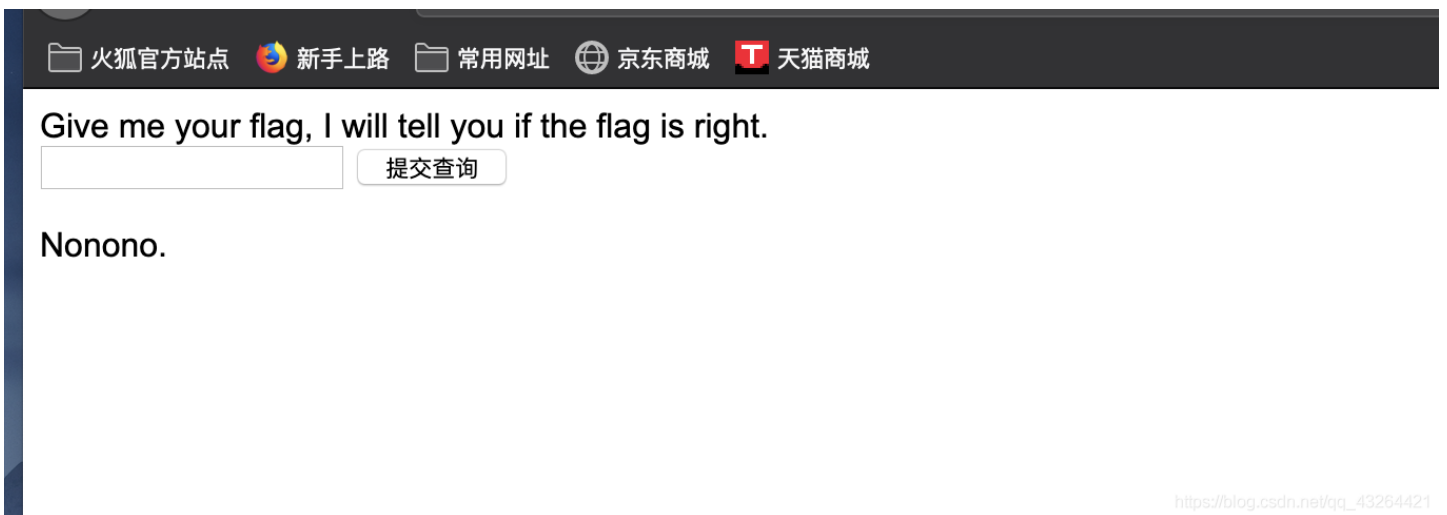 火狐官方站点 新手上路 常用网址 京东商城 T 天猫商城
Give me your flag, I will tell you if the flag is right.
提交查询
Nonono.
https://blog.csdn.net/qq_43264421